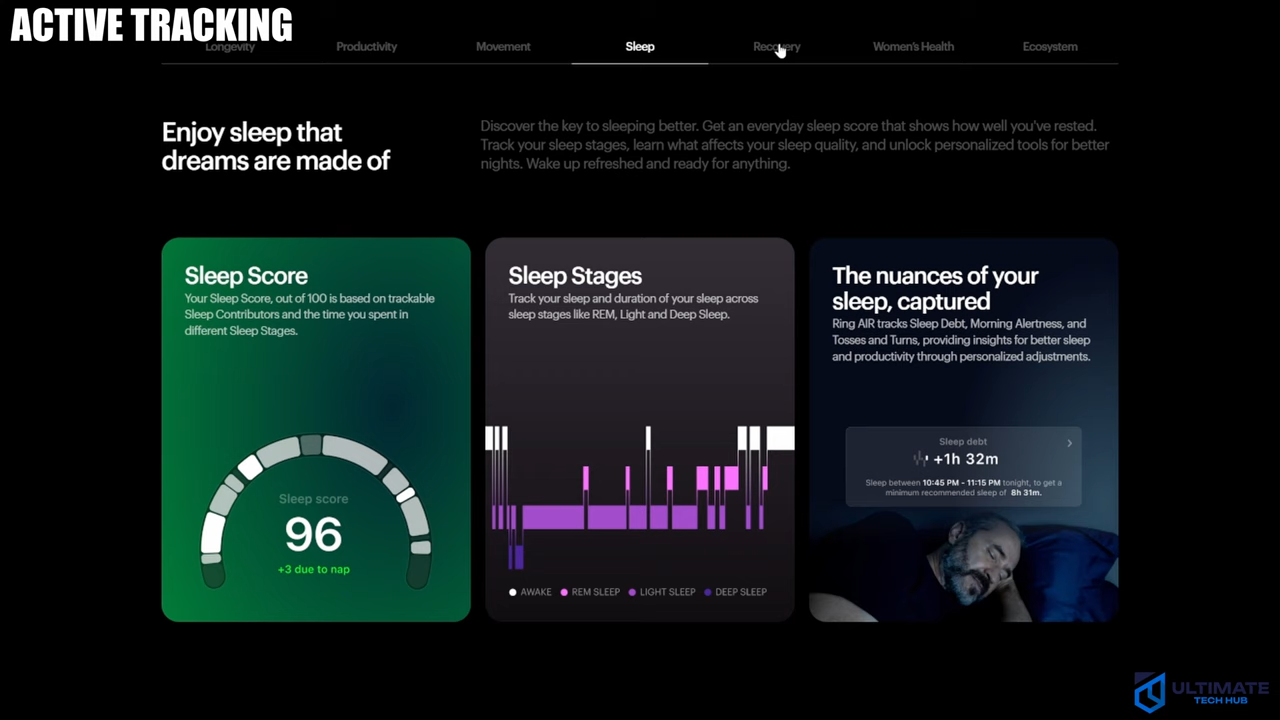 ACTIVE TRACKING
Longevity
Productivity
Movement
Sleep
Recovery
Women's Health
Ecosystem
Enjoy sleep that
dreams are made of
Discover the key to sleeping better. Get an everyday sleep score that shows how well you've rested.
Track your sleep stages, learn what affects your sleep quality, and unlock personalized tools for better
nights. Wake up refreshed and ready for anything.
Sleep Score
Your Sleep Score, out of 100 is based on trackable
Sleep Contributors and the time you spent in
different Sleep Stages.
Sleep score
96
+3 due to nap
Sleep Stages
Track your sleep and duration of your sleep across
sleep stages like REM, Light and Deep Sleep.
AWAKE
REM SLEEP
LIGHT SLEEP
DEEP SLEEP
The nuances of your
sleep, captured
Ring AIR tracks Sleep Debt, Morning Alertness, and
Tosses and Turns, providing insights for better sleep
and productivity through personalized adjustments.
Sleep debt
+1h 32m
Sleep between 10:45 PM - 11:15 PM tonight, to get a
minimum recommended sleep of 8h 31m.
ULTIMATE
TECH HUB